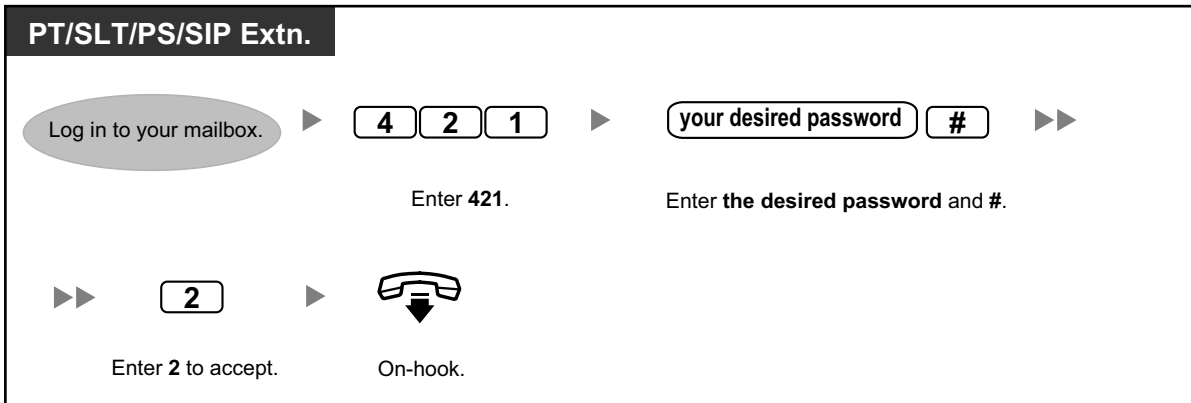 PT/SLT/PS/SIP Extn.
Log in to your mailbox.
4 2 1
your desired password #
Enter 421.
Enter the desired password and #.
2
Enter 2 to accept.
On-hook.